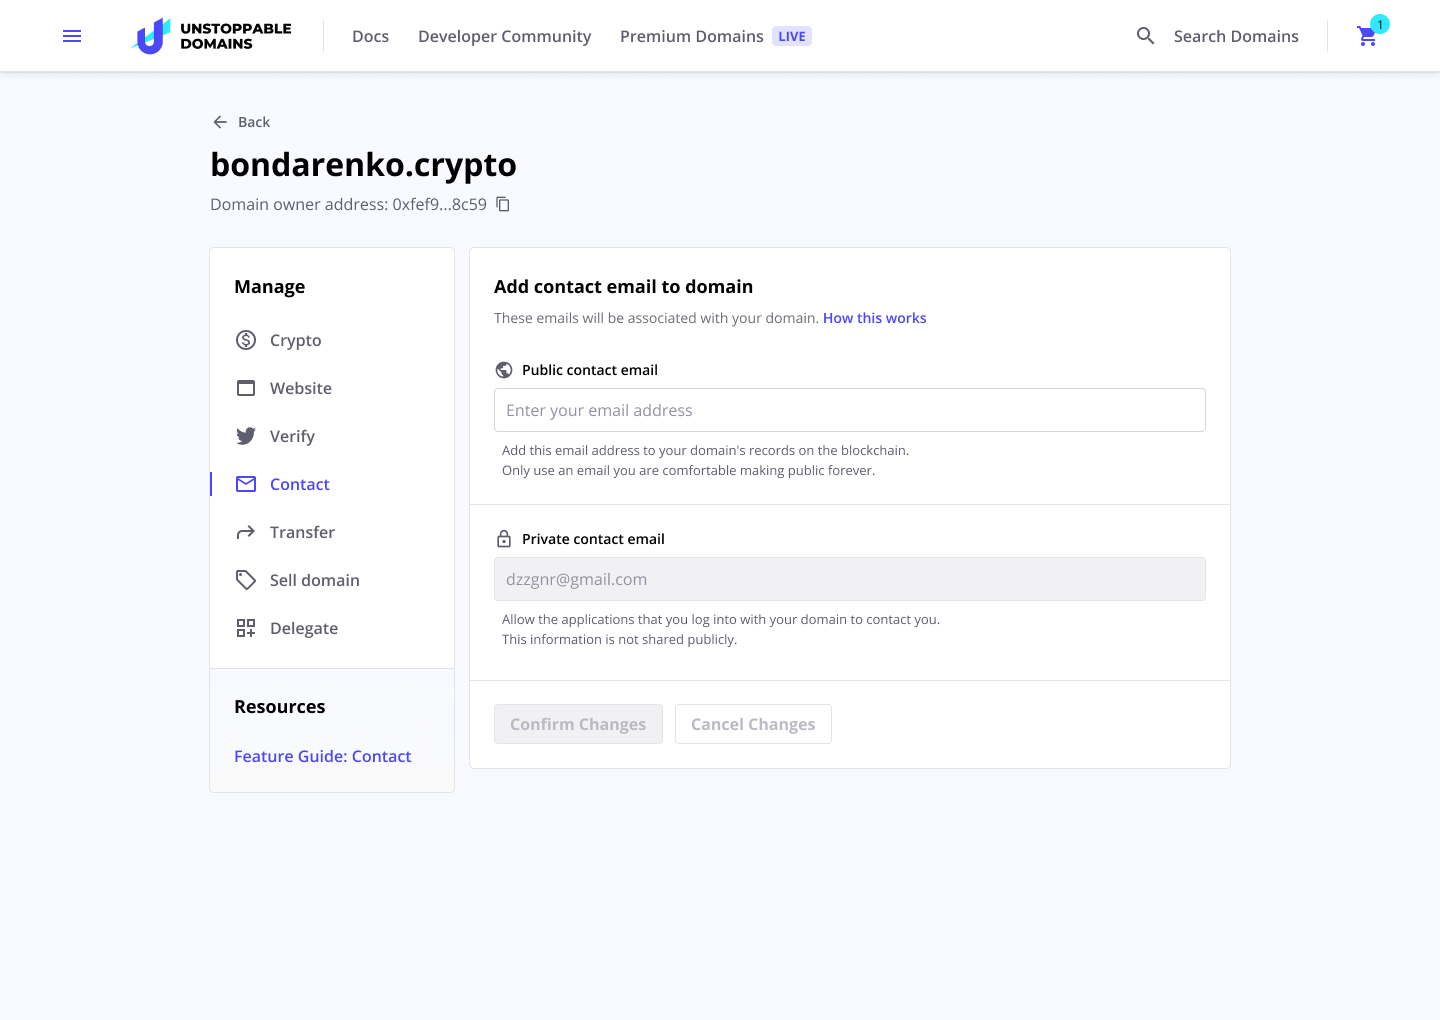 UNSTOPPABLE
DOMAINS
Docs
Developer Community
Premium Domains
LIVE
Search Domains
1
Back
bondarenko.crypto
Domain owner address: 0xfef9...8c59
Manage
Crypto
Website
Verify
Contact
Transfer
Sell domain
Delegate
Resources
Feature Guide: Contact
Add contact email to domain
These emails will be associated with your domain. How this works
Public contact email
Enter your email address
Add this email address to your domain's records on the blockchain.
Only use an email you are comfortable making public forever.
Private contact email
dzzgnr@gmail.com
Allow the applications that you log into with your domain to contact you.
This information is not shared publicly.
Confirm Changes
Cancel Changes